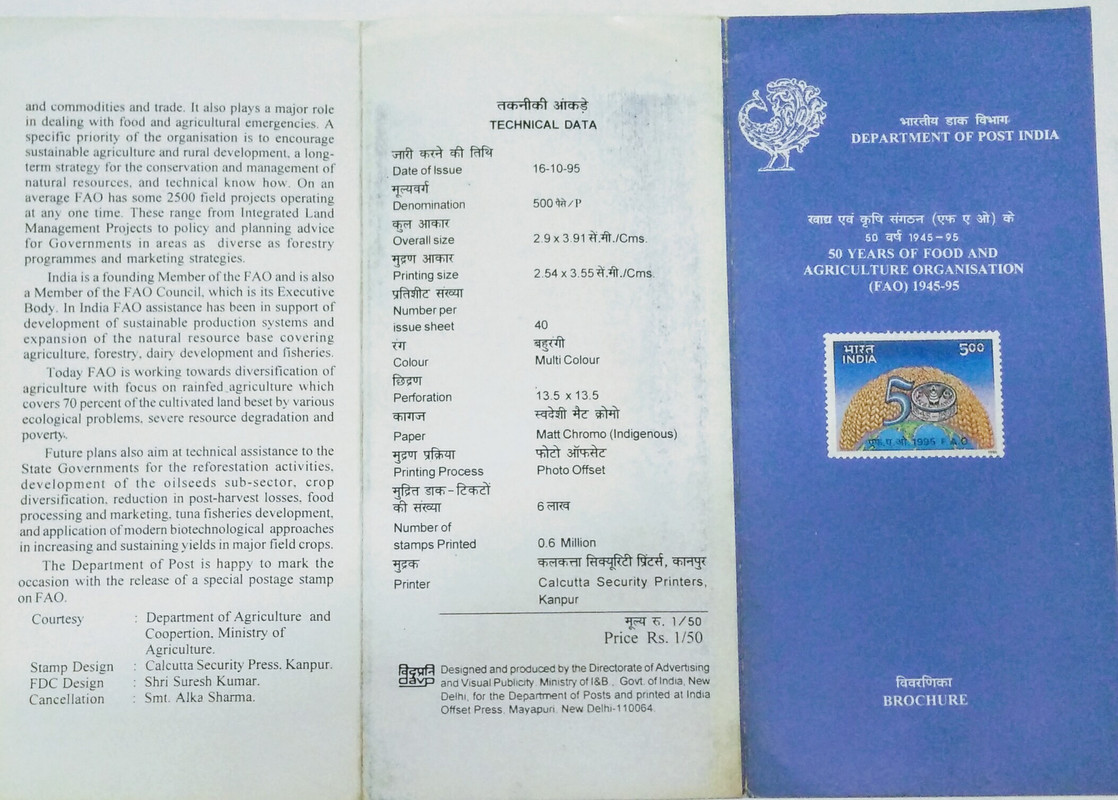 and commodities and trade. It also plays a major role
in dealing with food and agricultural emergencies. A
specific priority of the organisation is to encourage
sustainable agriculture and rural development, a long-
term strategy for the conservation and management of
natural resources, and technical know how. On an
average FAO has some 2500 field projects operating
at any one time. These range from Integrated Land
Management Projects to policy and planning advice
for Governments in areas as diverse as forestry
programmes and marketing strategies.
India is a founding Member of the FAO and is also
a Member of the FAO Council, which is its Executive
Body. In India FAO assistance has been in support of
development of sustainable production systems and
expansion of the natural resource base covering
agriculture, forestry, dairy development and fisheries.
Today FAO is working towards diversification of
agriculture with focus on rainfed agriculture which
covers 70 percent of the cultivated land beset by various
ecological problems, severe resource degradation and
poverty.
Future plans also aim at technical assistance to the
State Governments for the reforestation activities,
development of the oilseeds sub-sector, crop
diversification, reduction in post-harvest losses, food
processing and marketing, tuna fisheries development,
and application of modern biotechnological approaches
in increasing and sustaining yields in major field crops.
The Department of Post is happy to mark the
occasion with the release of a special postage stamp
on FAO.
Courtesy : Department of Agriculture and
Coopertion, Ministry of
Agriculture.
Stamp Design : Calcutta Security Press, Kanpur.
FDC Design : Shri Suresh Kumar.
Cancellation : Smt. Alka Sharma.
तकनीकी आंकड़े
TECHNICAL DATA
जारी करने की तिथि
Date of Issue 16-10-95
मूल्यवर्ग
Denomination 500 पैसे/P
कुल आकार
Overall size 2.9 x 3.91 सें.मी./Cms.
मुद्रण आकार
Printing size 2.54 x 3.55 सें.मी./Cms.
प्रतिशीट संख्या
Number per
issue sheet 40
रंग बहुरंगी
Colour Multi Colour
छिद्रण
Perforation 13.5 x 13.5
कागज स्वदेशी मैट क्रोमो
Paper Matt Chromo (Indigenous)
मुद्रण प्रक्रिया फोटो ऑफसेट
Printing Process Photo Offset
मुद्रित डाक-टिकटों
की संख्या 6 लाख
Number of
stamps Printed 0.6 Million
मुद्रक कलकत्ता सिक्यूरिटी प्रिंटर्स, कानपुर
Printer Calcutta Security Printers,
Kanpur
मूल्य रु. 1/50
Price Rs. 1/50
विदृप्रनि
davp
Designed and produced by the Directorate of Advertising
and Visual Publicity, Ministry of I&B., Govt. of India, New
Delhi, for the Department of Posts and printed at India
Offset Press, Mayapuri, New Delhi-110064.
भारतीय डाक विभाग
DEPARTMENT OF POST INDIA
खाद्य एवं कृषि संगठन (एफ ए ओ) के
50 वर्ष 1945-95
50 YEARS OF FOOD AND
AGRICULTURE ORGANISATION
(FAO) 1945-95
भारत 500
INDIA
50
एफ ए ओ 1995 F A O
विवरणिका
BROCHURE